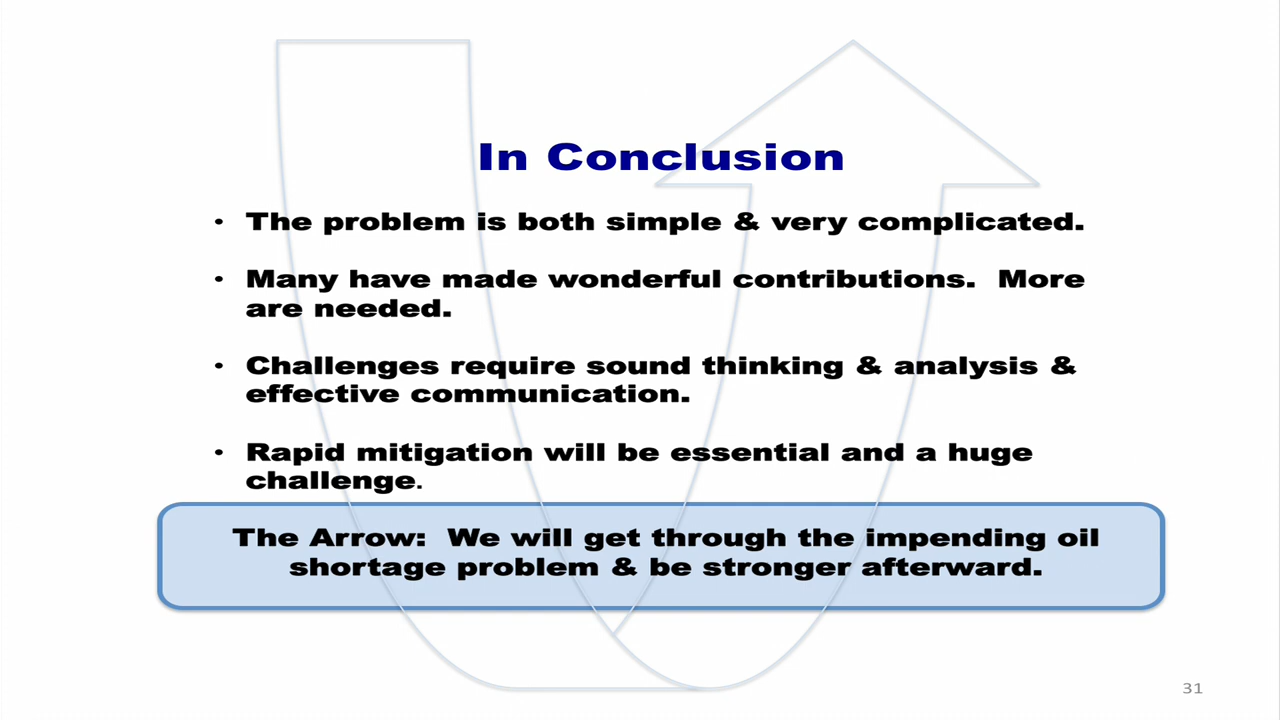 In Conclusion
• The problem is both simple & very complicated.
• Many have made wonderful contributions.  More
are needed.
• Challenges require sound thinking & analysis &
effective communication.
• Rapid mitigation will be essential and a huge
challenge.
The Arrow:  We will get through the impending oil
shortage problem & be stronger afterward.
31